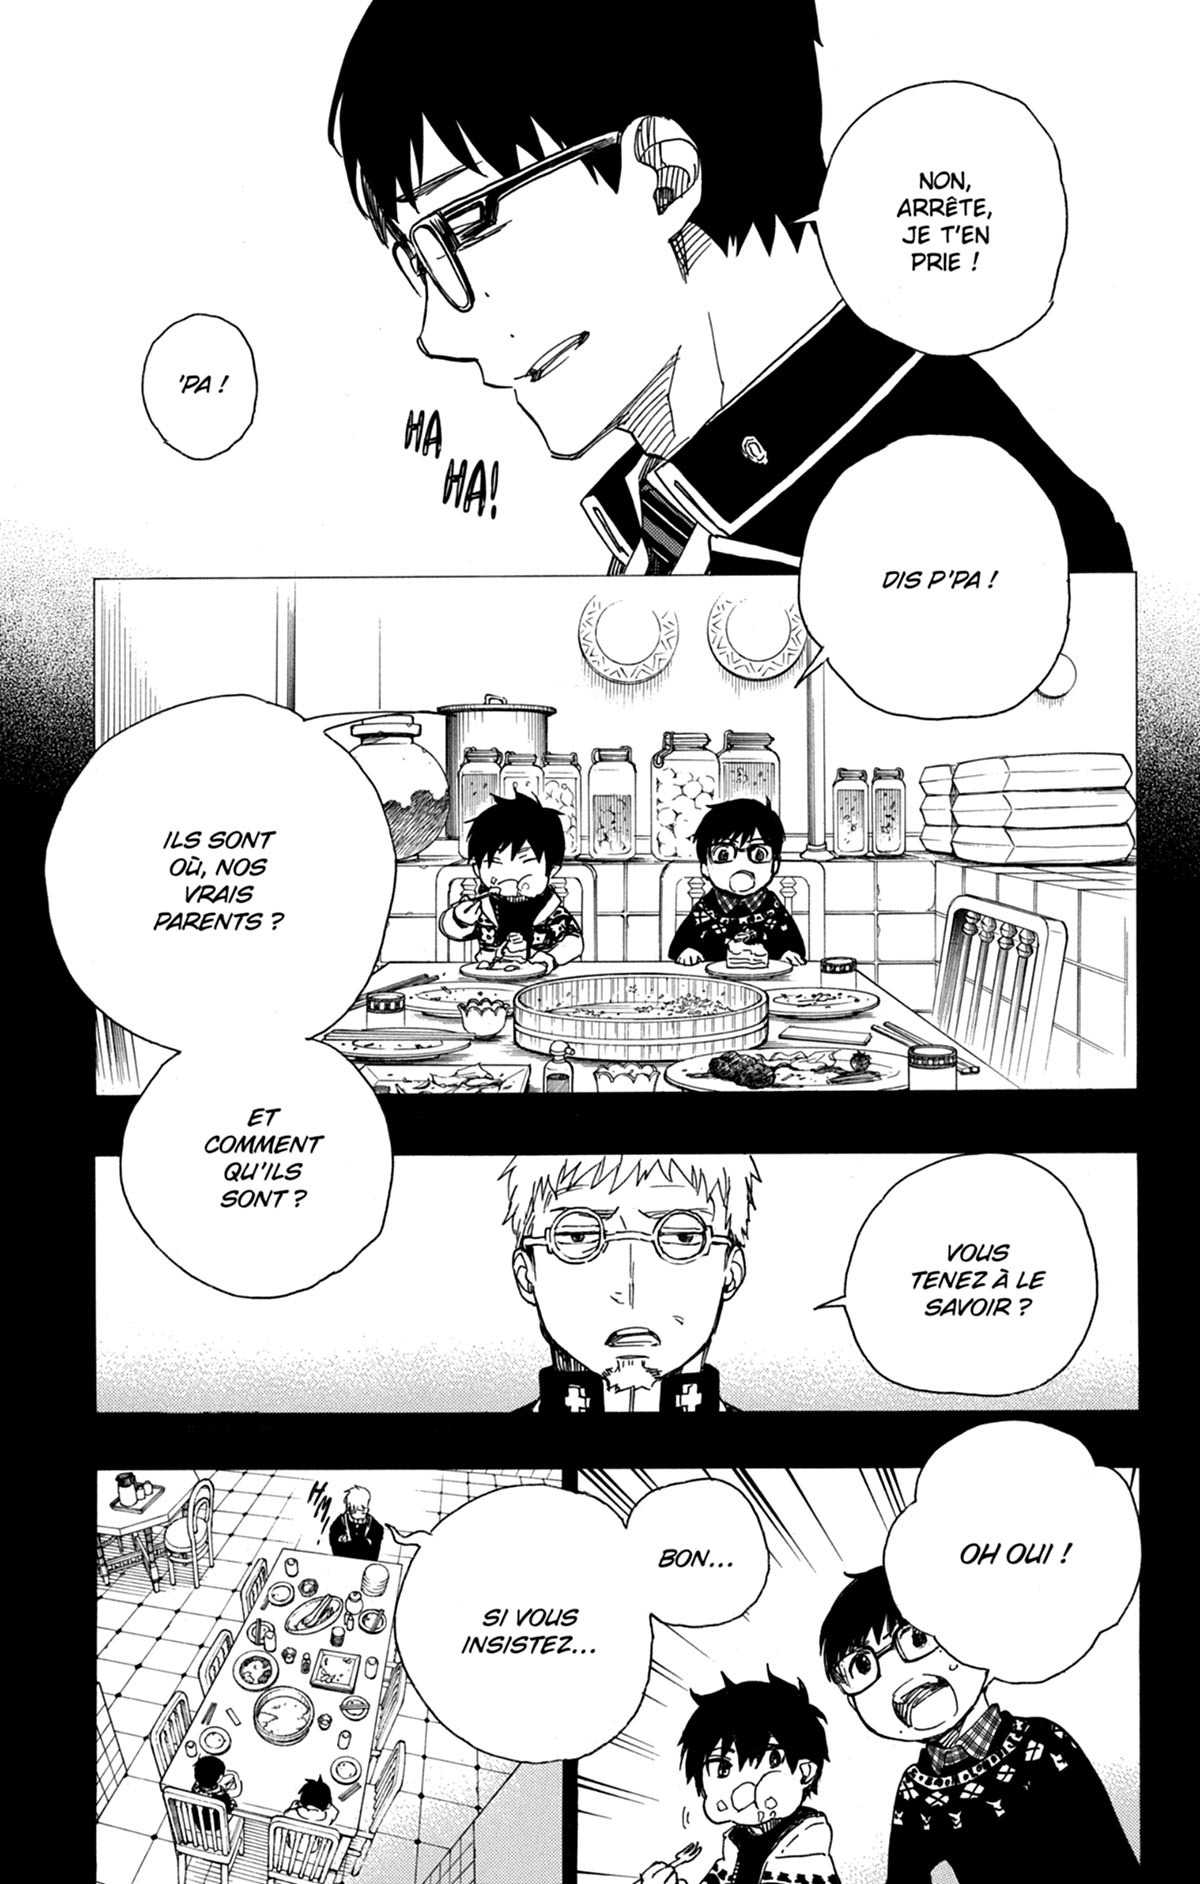 NON,
ARRÊTE,
JE T'EN
PRIE !
'PA !
HA
HA!
DIS P'PA !
ILS SONT
OÙ, NOS
VRAIS
PARENTS ?
ET
COMMENT
QU'ILS
SONT ?
VOUS
TENEZ À LE
SAVOIR ?
OH OUI !
BON...
SI VOUS
INSISTEZ...
HM